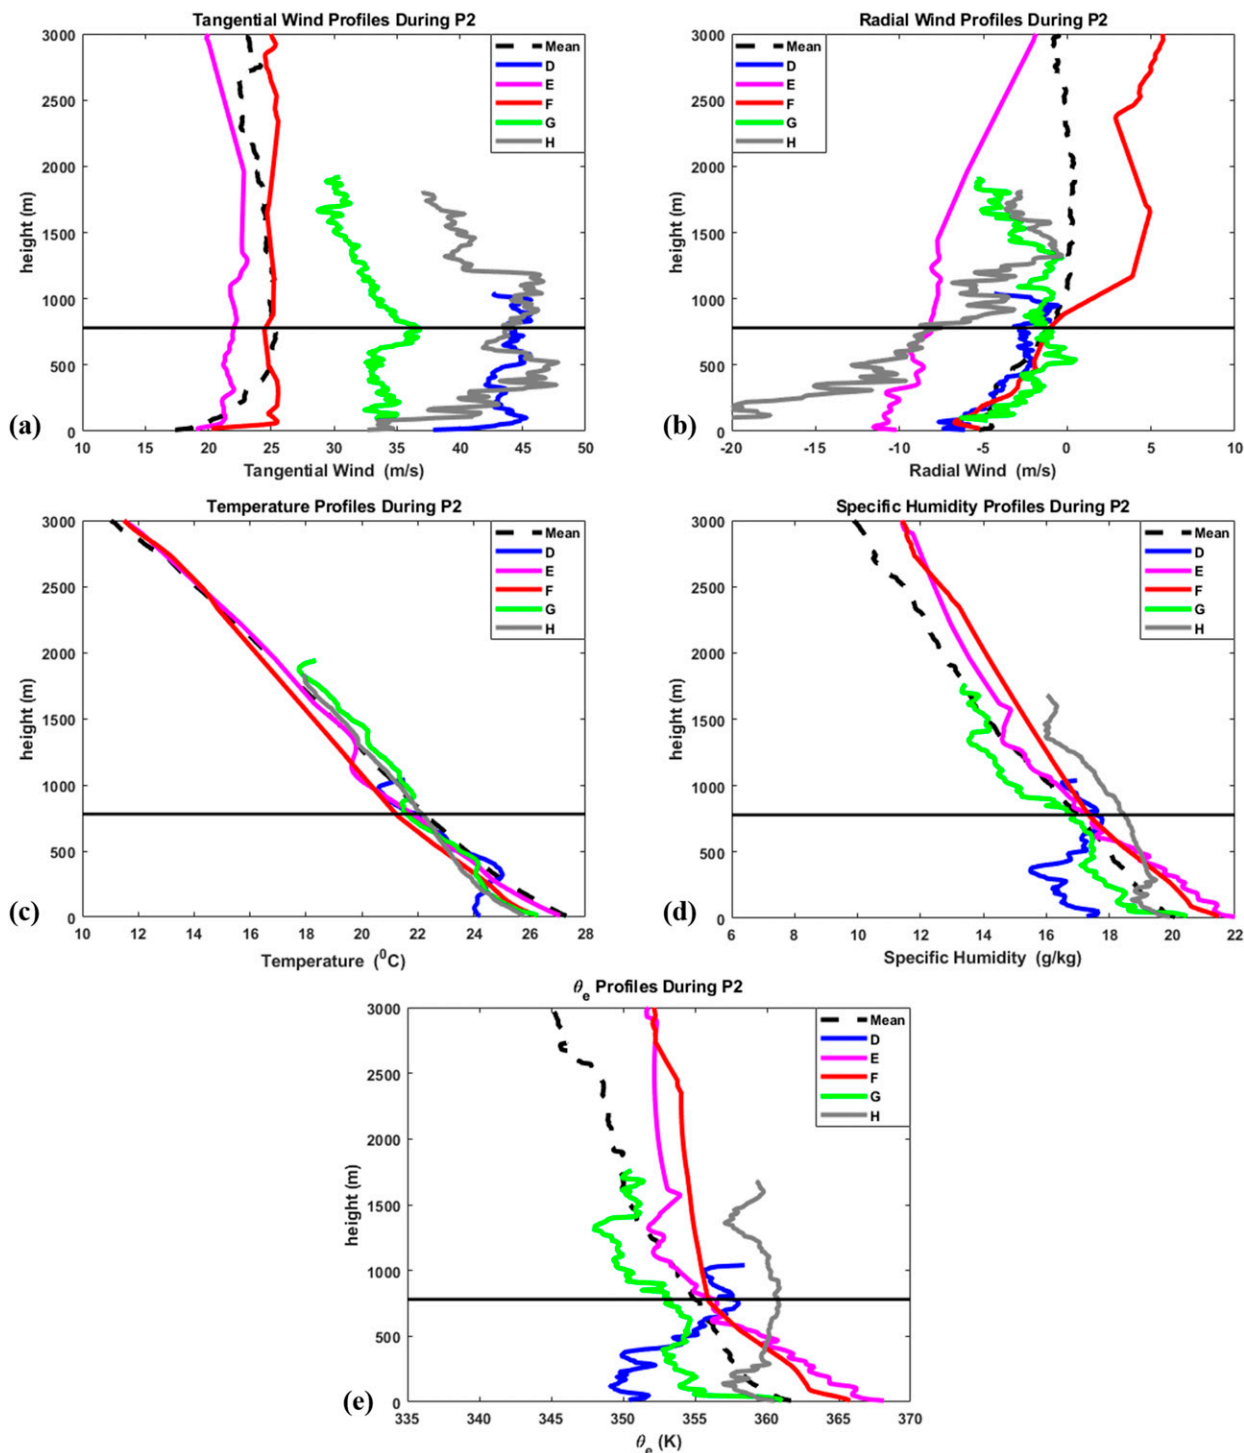 Tangential Wind Profiles During P2
3000
2500
2000
1500
1000
500
0
height (m)
Mean
D
E
F
G
H
10 15 20 25 30 35 40 45 50
Tangential Wind (m/s)
(a)
Radial Wind Profiles During P2
3000
2500
2000
1500
1000
500
0
height (m)
Mean
D
E
F
G
H
-20 -15 -10 -5 0 5 10
Radial Wind (m/s)
(b)
Temperature Profiles During P2
3000
2500
2000
1500
1000
500
0
height (m)
Mean
D
E
F
G
H
10 12 14 16 18 20 22 24 26 28
Temperature (⁰C)
(c)
Specific Humidity Profiles During P2
3000
2500
2000
1500
1000
500
0
height (m)
Mean
D
E
F
G
H
6 8 10 12 14 16 18 20 22
Specific Humidity (g/kg)
(d)
θe Profiles During P2
3000
2500
2000
1500
1000
500
0
height (m)
Mean
D
E
F
G
H
335 340 345 350 355 360 365 370
θe (K)
(e)